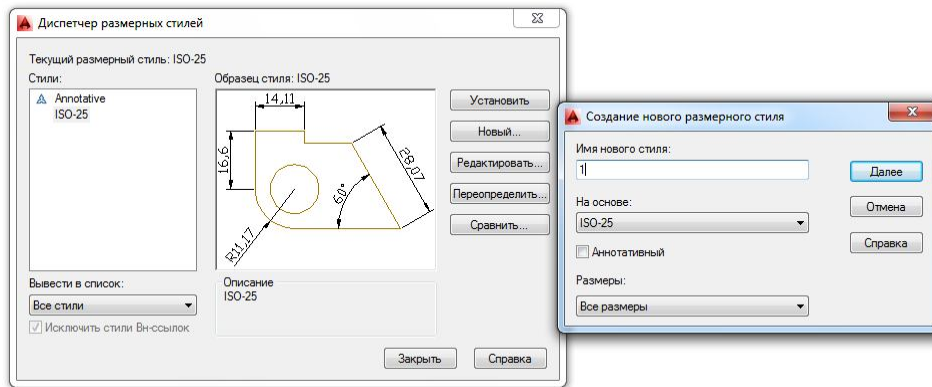 Диспетчер размерных стилей
Текущий размерный стиль: ISO-25
Стили:
Annotative
ISO-25
Образец стиля: ISO-25
14,11
16,6
28,07
60°
R11,17
Установить
Новый...
Редактировать...
Переопределить...
Сравнить...
Вывести в список:
Все стили
Исключить стили Вн-ссылок
Описание
ISO-25
Закрыть
Справка
Создание нового размерного стиля
Имя нового стиля:
1
На основе:
ISO-25
Аннотативный
Размеры:
Все размеры
Далее
Отмена
Справка